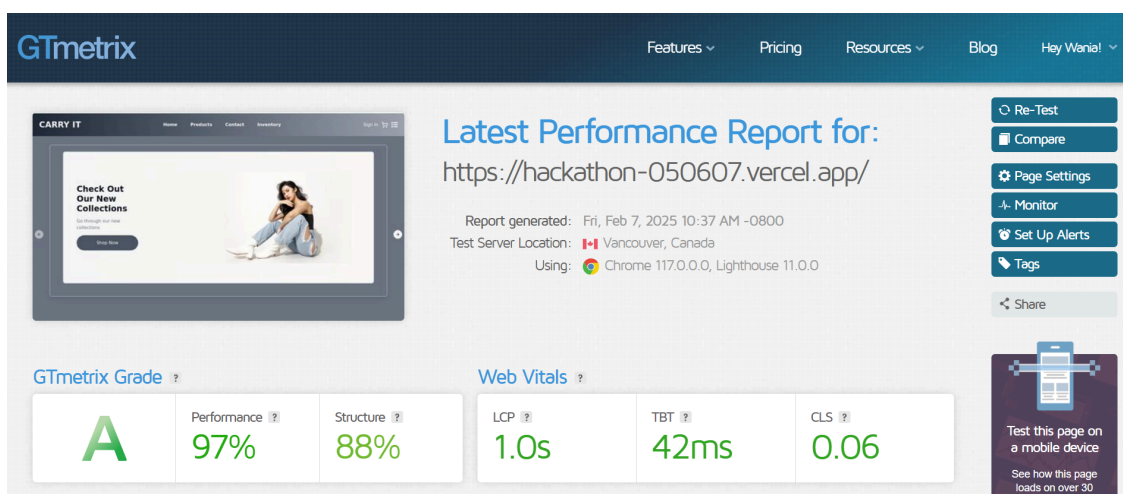 GTmetrix
Features
Pricing
Resources
Blog
Hey Wania!
CARRY IT
Home
Products
Contact
Inventory
Sign in
Check Out
Our New
Collections
Go through our new
collections
Shop Now
Latest Performance Report for:
https://hackathon-050607.vercel.app/
Report generated: Fri, Feb 7, 2025 10:37 AM -0800
Test Server Location: Vancouver, Canada
Using: Chrome 117.0.0.0, Lighthouse 11.0.0
Re-Test
Compare
Page Settings
Monitor
Set Up Alerts
Tags
Share
GTmetrix Grade ?
A
Performance ?
97%
Structure ?
88%
Web Vitals ?
LCP ?
1.0s
TBT ?
42ms
CLS ?
0.06
Test this page on
a mobile device
See how this page
loads on over 30